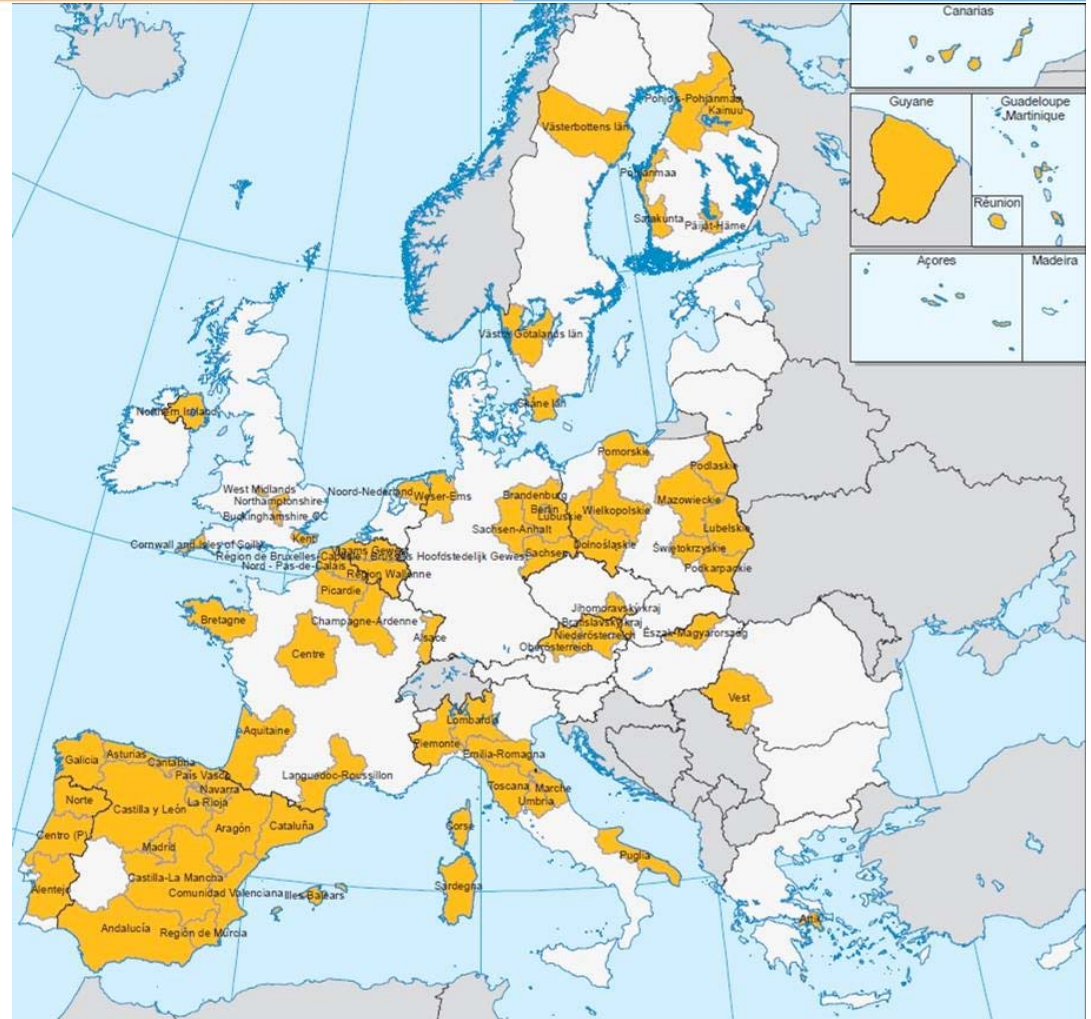 Canarias
Guyane
Guadeloupe
Martinique
Réunion
Açores
Madeira
Västerbottens län
Pohjois-Pohjanmaa
Kainuu
Pohjanmaa
Satakunta
Päijät-Häme
Västra Götalands län
Skåne län
Northern Ireland
West Midlands
Northamptonshire
Buckinghamshire CC
Cornwall and Isles of Scilly
Kent
Noord-Nederland
Weser-Ems
Pomorskie
Podlaskie
Brandenburg
Berlin
Lubuskie
Wielkopolskie
Mazowieckie
Sachsen-Anhalt
Lubelskie
Sachsen
Dolnośląskie
Świętokrzyskie
Podkarpackie
Vlaams Gewest
Région de Bruxelles-Capitale / Brussels Hoofdstedelijk Gewest
Nord - Pas-de-Calais
Région Wallonne
Picardie
Champagne-Ardenne
Bretagne
Centre
Alsace
Jihomoravský kraj
Bratislavský kraj
Niederösterreich
Oberösterreich
Észak-Magyarország
Vest
Aquitaine
Languedoc-Roussillon
Lombardia
Piemonte
Emilia-Romagna
Toscana
Marche
Umbria
Galicia
Asturias
Cantabria
País Vasco
Navarra
La Rioja
Norte
Castilla y León
Aragón
Cataluña
Centro (P)
Madrid
Castilla-La Mancha
Comunidad Valenciana
Illes Balears
Alentejo
Andalucía
Región de Murcia
Corse
Sardegna
Puglia